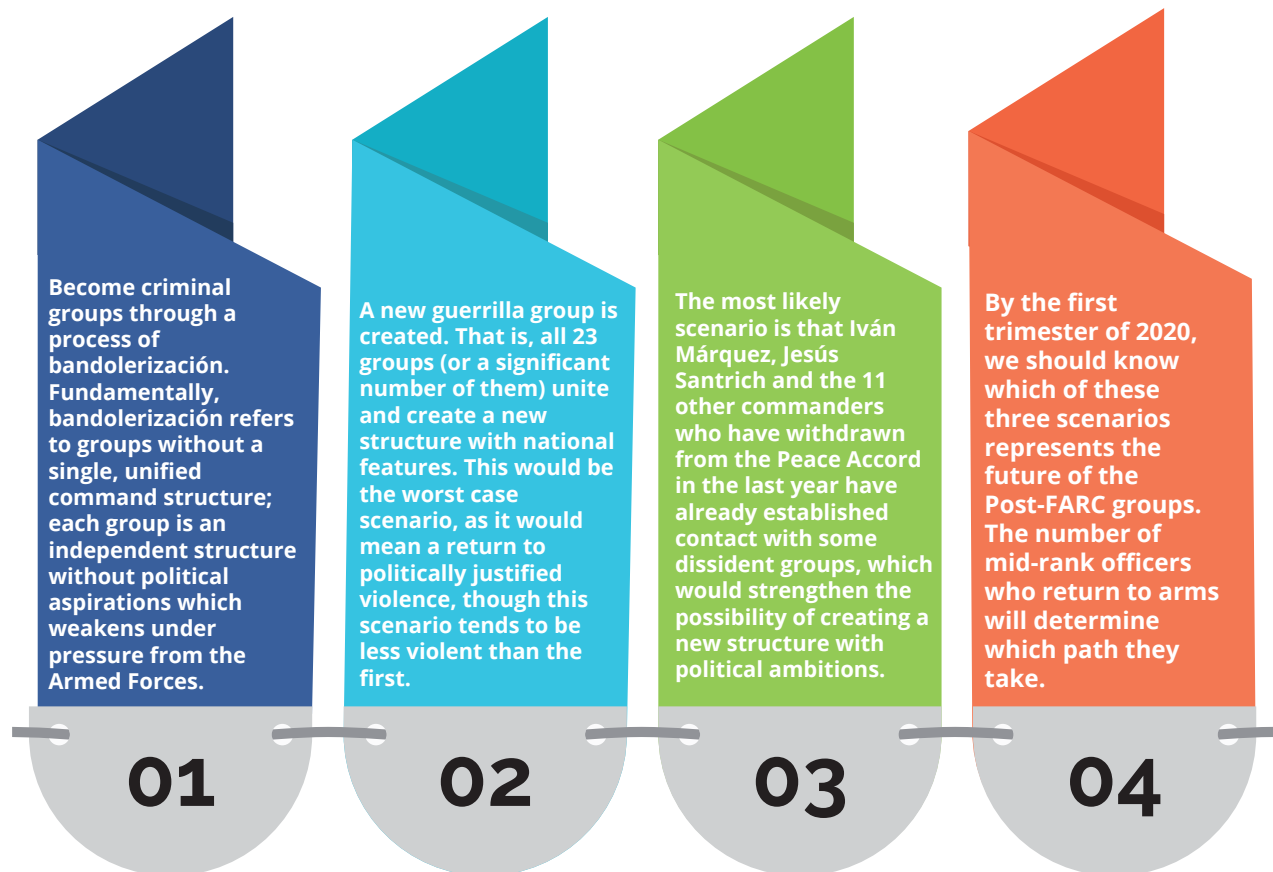 Become criminal
groups through a
process of
bandolerización.
Fundamentally,
bandolerización refers
to groups without a
single, unified
command structure;
each group is an
independent structure
without political
aspirations which
weakens under
pressure from the
Armed Forces.
01
A new guerrilla group is
created. That is, all 23
groups (or a significant
number of them) unite
and create a new
structure with national
features. This would be
the worst case
scenario, as it would
mean a return to
politically justified
violence, though this
scenario tends to be
less violent than the
first.
02
The most likely
scenario is that Iván
Márquez, Jesús
Santrich and the 11
other commanders
who have withdrawn
from the Peace Accord
in the last year have
already established
contact with some
dissident groups, which
would strengthen the
possibility of creating a
new structure with
political ambitions.
03
By the first
trimester of 2020,
we should know
which of these
three scenarios
represents the
future of the
Post-FARC groups.
The number of
mid-rank officers
who return to arms
will determine
which path they
take.
04